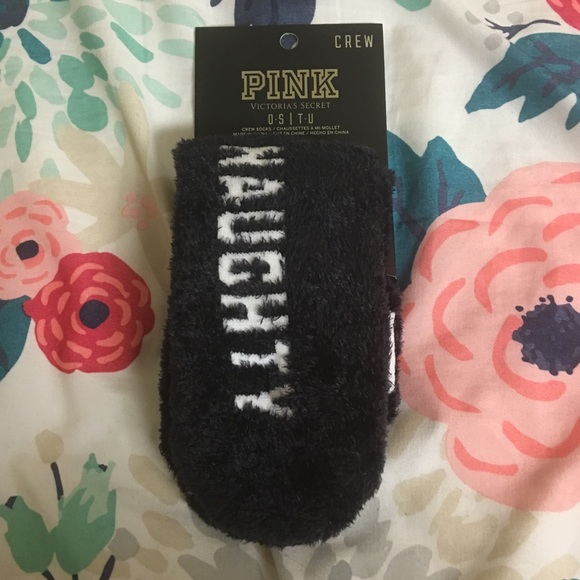 CREW
PINK
VICTORIA'S SECRET
O•S | T•U
CREW SOCKS / CHAUSSETTES À MI-MOLLET
NAUGHTY